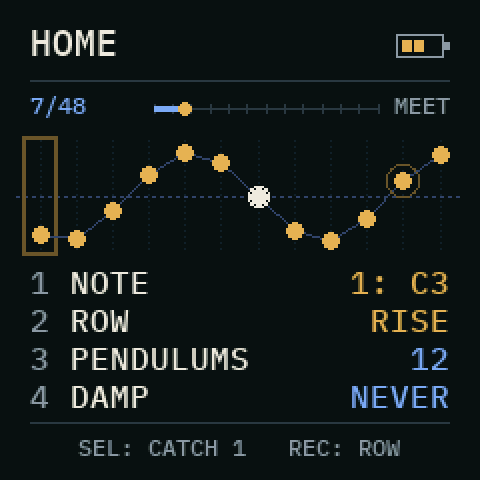 HOME
7/48 MEET
1 NOTE 1: C3
2 ROW RISE
3 PENDULUMS 12
4 DAMP NEVER
SEL: CATCH 1 REC: ROW